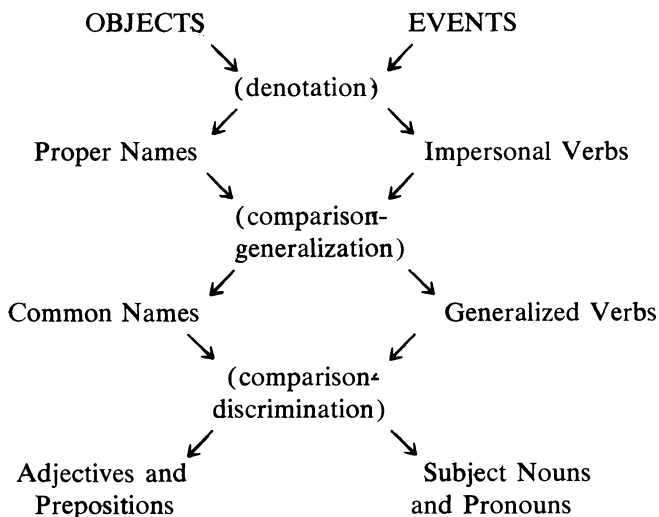 OBJECTS EVENTS
(denotation)
Proper Names Impersonal Verbs
(comparison-
generalization)
Common Names Generalized Verbs
(comparison-
discrimination)
Adjectives and Subject Nouns
Prepositions and Pronouns